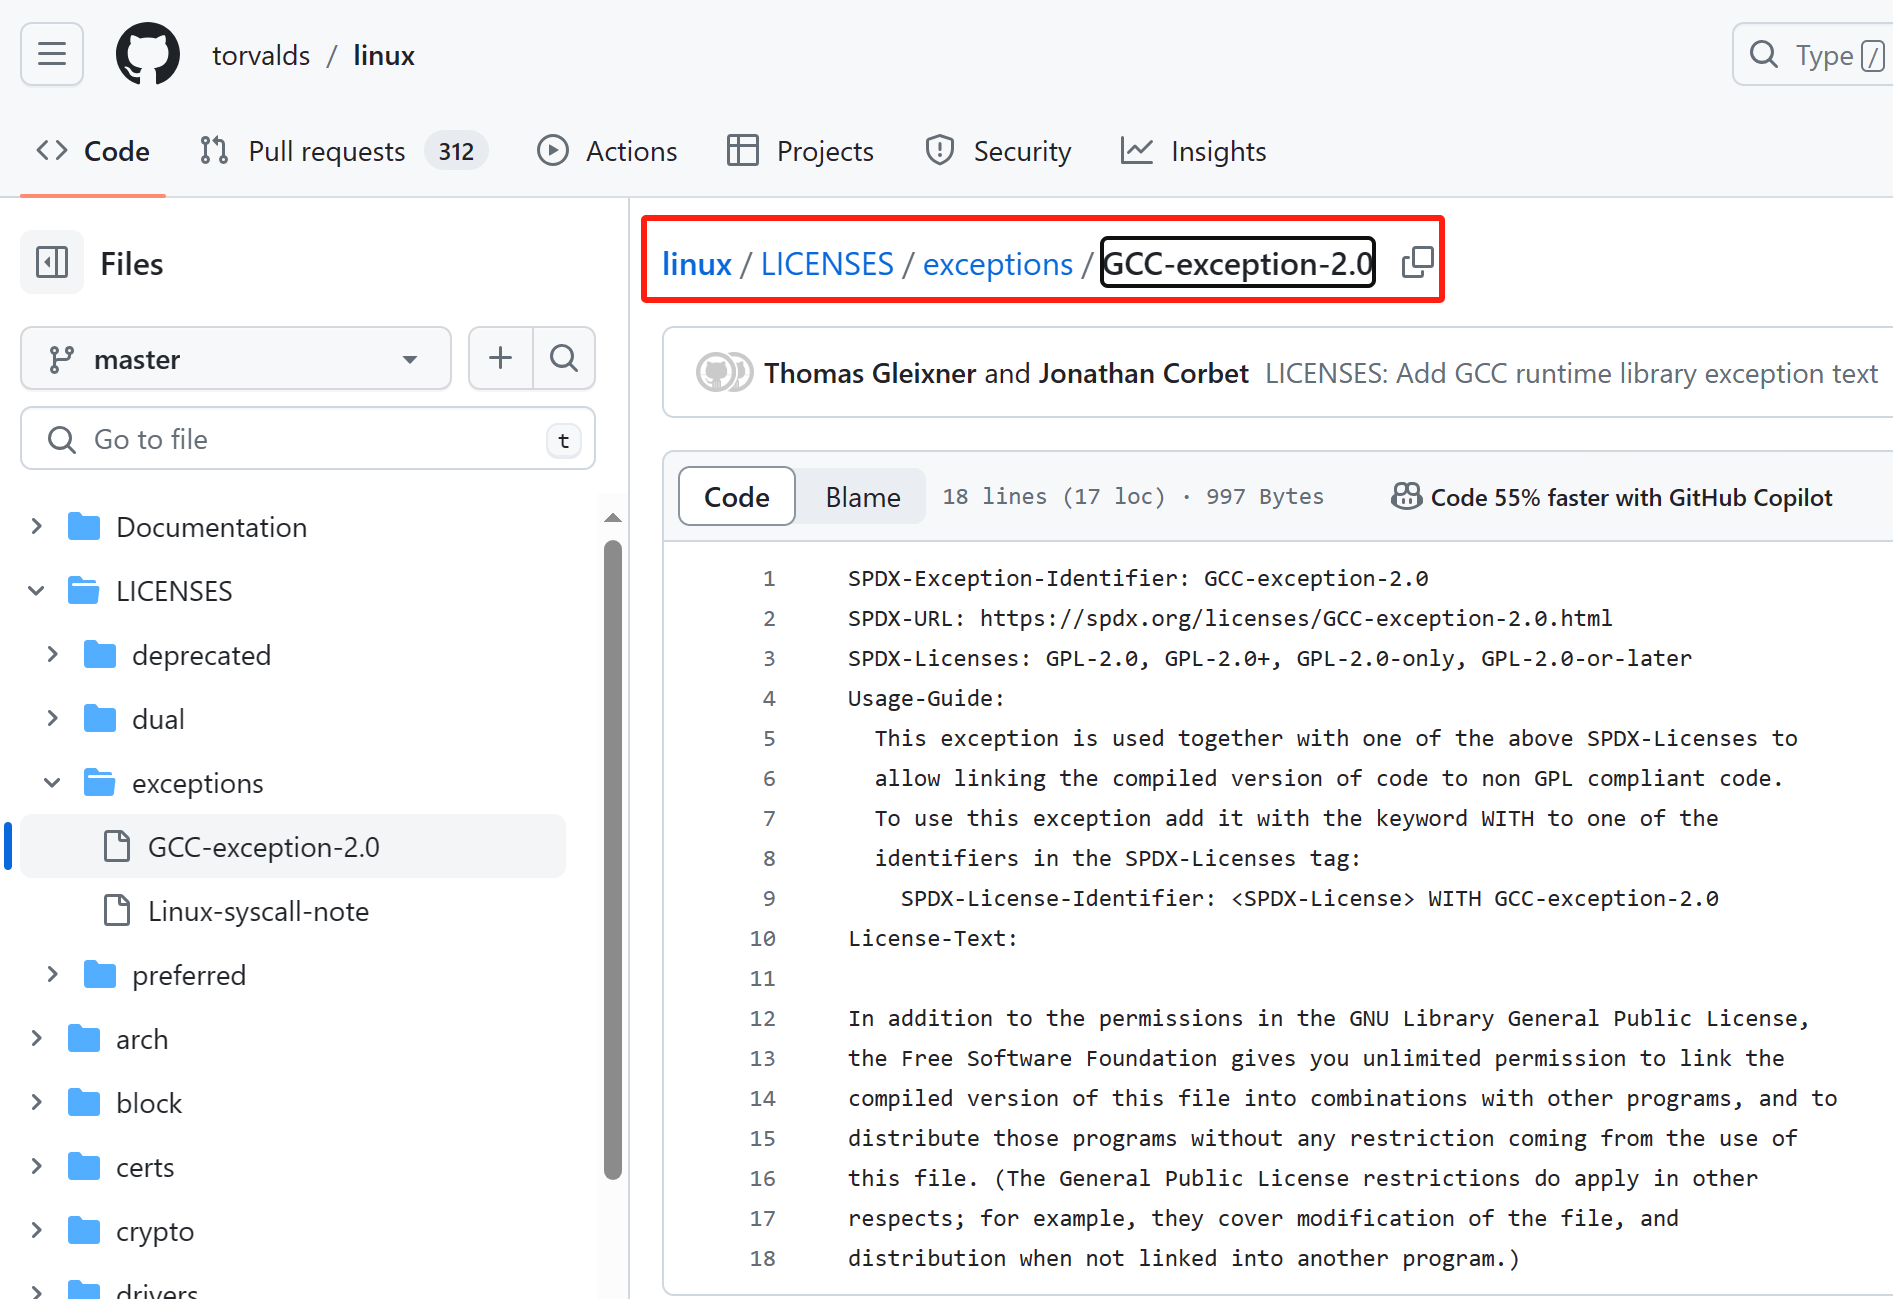 torvalds / linux
Type /
Code
Pull requests 312
Actions
Projects
Security
Insights
Files
master
Go to file
t
Documentation
LICENSES
deprecated
dual
exceptions
GCC-exception-2.0
Linux-syscall-note
preferred
arch
block
certs
crypto
drivers
linux / LICENSES / exceptions / GCC-exception-2.0
Thomas Gleixner and Jonathan Corbet LICENSES: Add GCC runtime library exception text
Code Blame 18 lines (17 loc) · 997 Bytes Code 55% faster with GitHub Copilot
1 SPDX-Exception-Identifier: GCC-exception-2.0
2 SPDX-URL: https://spdx.org/licenses/GCC-exception-2.0.html
3 SPDX-Licenses: GPL-2.0, GPL-2.0+, GPL-2.0-only, GPL-2.0-or-later
4 Usage-Guide:
5 This exception is used together with one of the above SPDX-Licenses to
6 allow linking the compiled version of code to non GPL compliant code.
7 To use this exception add it with the keyword WITH to one of the
8 identifiers in the SPDX-Licenses tag:
9 SPDX-License-Identifier: <SPDX-License> WITH GCC-exception-2.0
10 License-Text:
11
12 In addition to the permissions in the GNU Library General Public License,
13 the Free Software Foundation gives you unlimited permission to link the
14 compiled version of this file into combinations with other programs, and to
15 distribute those programs without any restriction coming from the use of
16 this file. (The General Public License restrictions do apply in other
17 respects; for example, they cover modification of the file, and
18 distribution when not linked into another program.)